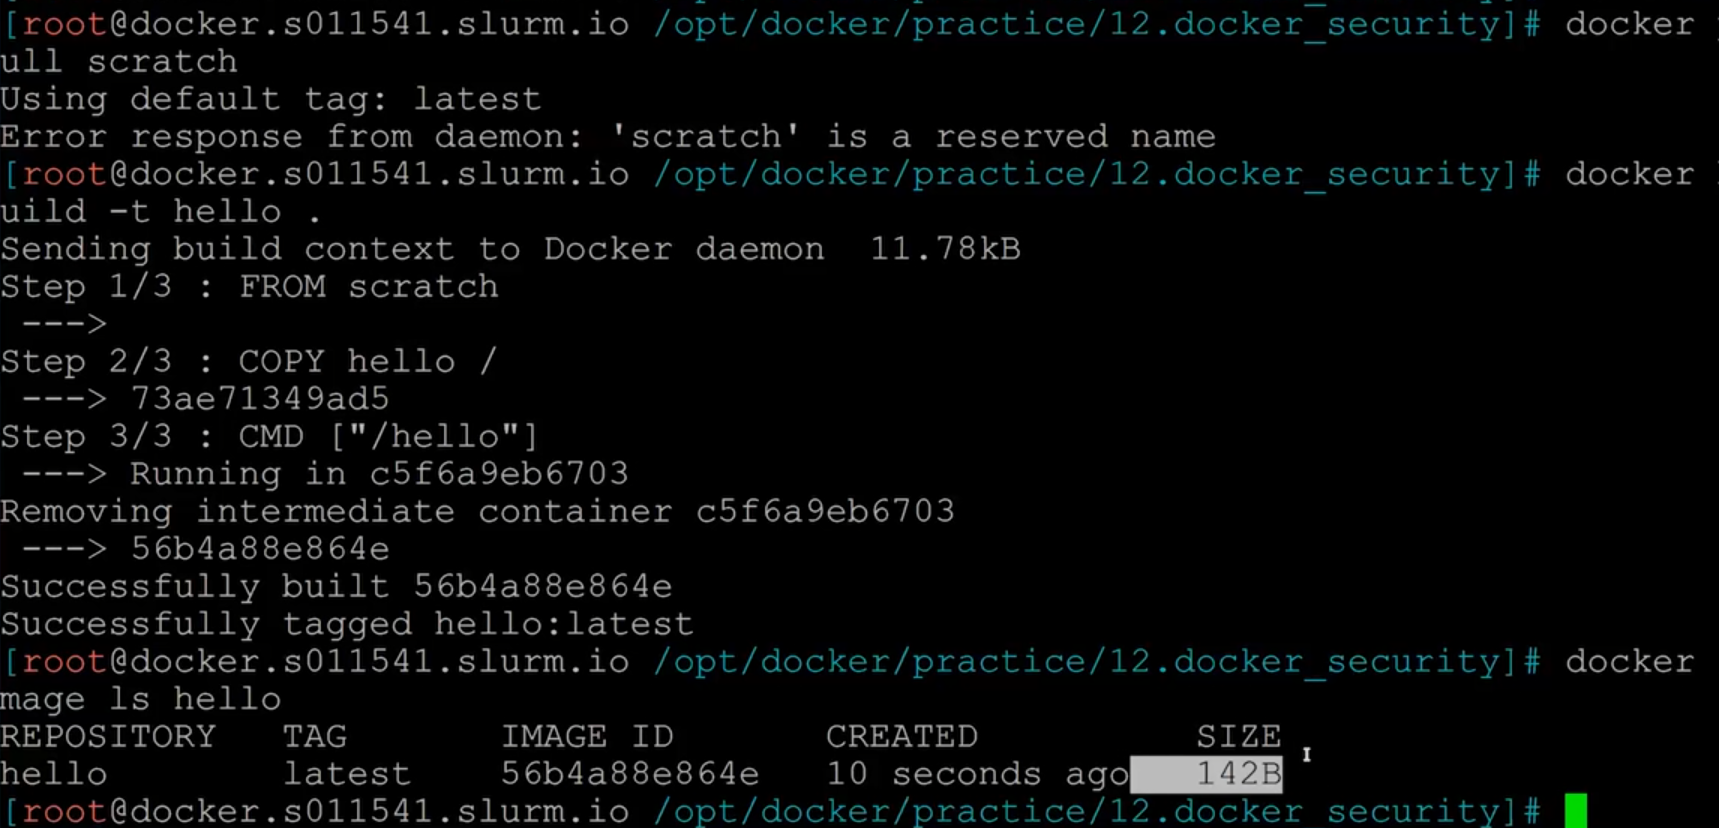 [root@docker.s011541.slurm.io /opt/docker/practice/12.docker_security]# docker
ull scratch
Using default tag: latest
Error response from daemon: 'scratch' is a reserved name
[root@docker.s011541.slurm.io /opt/docker/practice/12.docker_security]# docker
uild -t hello .
Sending build context to Docker daemon  11.78kB
Step 1/3 : FROM scratch
 --->
Step 2/3 : COPY hello /
 ---> 73ae71349ad5
Step 3/3 : CMD ["/hello"]
 ---> Running in c5f6a9eb6703
Removing intermediate container c5f6a9eb6703
 ---> 56b4a88e864e
Successfully built 56b4a88e864e
Successfully tagged hello:latest
[root@docker.s011541.slurm.io /opt/docker/practice/12.docker_security]# docker
mage ls hello
REPOSITORY   TAG       IMAGE ID       CREATED          SIZE
hello        latest    56b4a88e864e   10 seconds ago   142B
[root@docker.s011541.slurm.io /opt/docker/practice/12.docker security]#